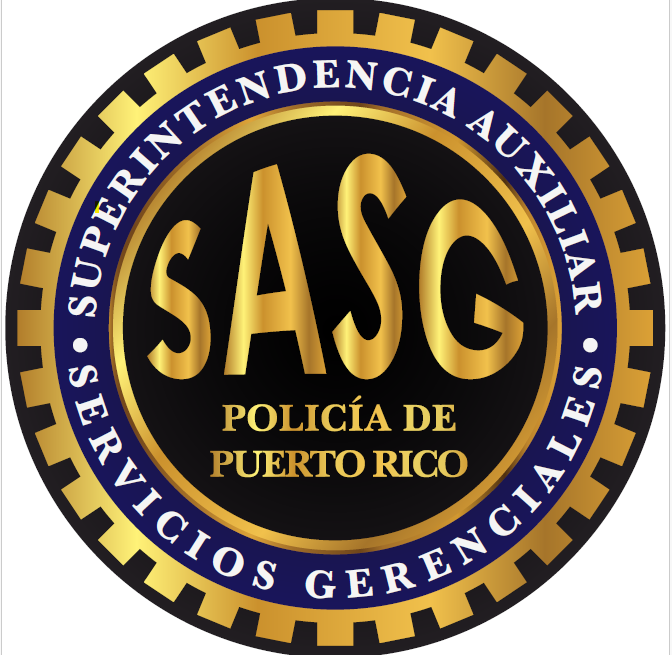 SUPERINTENDENCIA AUXILIAR
SASG
POLICÍA DE
PUERTO RICO
• SERVICIOS GERENCIALES •